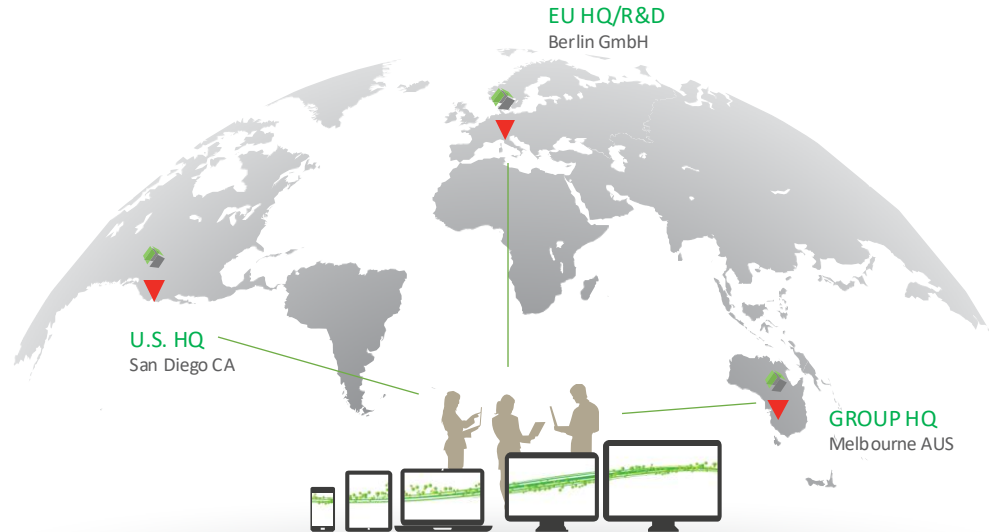 EU HQ/R&D
Berlin GmbH
U.S. HQ
San Diego CA
GROUP HQ
Melbourne AUS